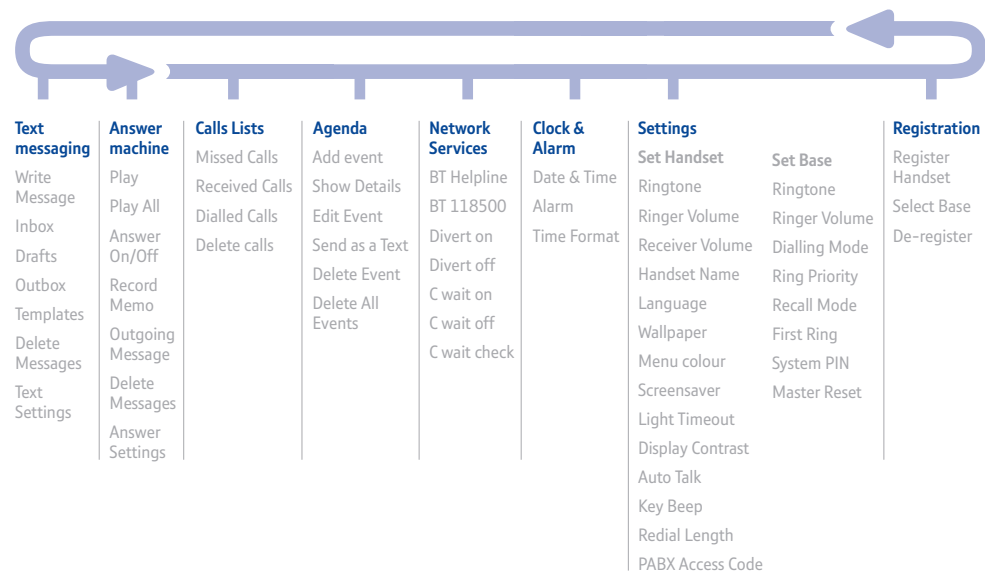 Text
messaging
Write
Message
Inbox
Drafts
Outbox
Templates
Delete
Messages
Text
Settings
Answer
machine
Play
Play All
Answer
On/Off
Record
Memo
Outgoing
Message
Delete
Messages
Answer
Settings
Calls Lists
Missed Calls
Received Calls
Dialled Calls
Delete calls
Agenda
Add event
Show Details
Edit Event
Send as a Text
Delete Event
Delete All
Events
Network
Services
BT Helpline
BT 118500
Divert on
Divert off
C wait on
C wait off
C wait check
Clock &
Alarm
Date & Time
Alarm
Time Format
Settings
Set Handset
Ringtone
Ringer Volume
Receiver Volume
Handset Name
Language
Wallpaper
Menu colour
Screensaver
Light Timeout
Display Contrast
Auto Talk
Key Beep
Redial Length
PABX Access Code
Set Base
Ringtone
Ringer Volume
Dialling Mode
Ring Priority
Recall Mode
First Ring
System PIN
Master Reset
Registration
Register
Handset
Select Base
De-register